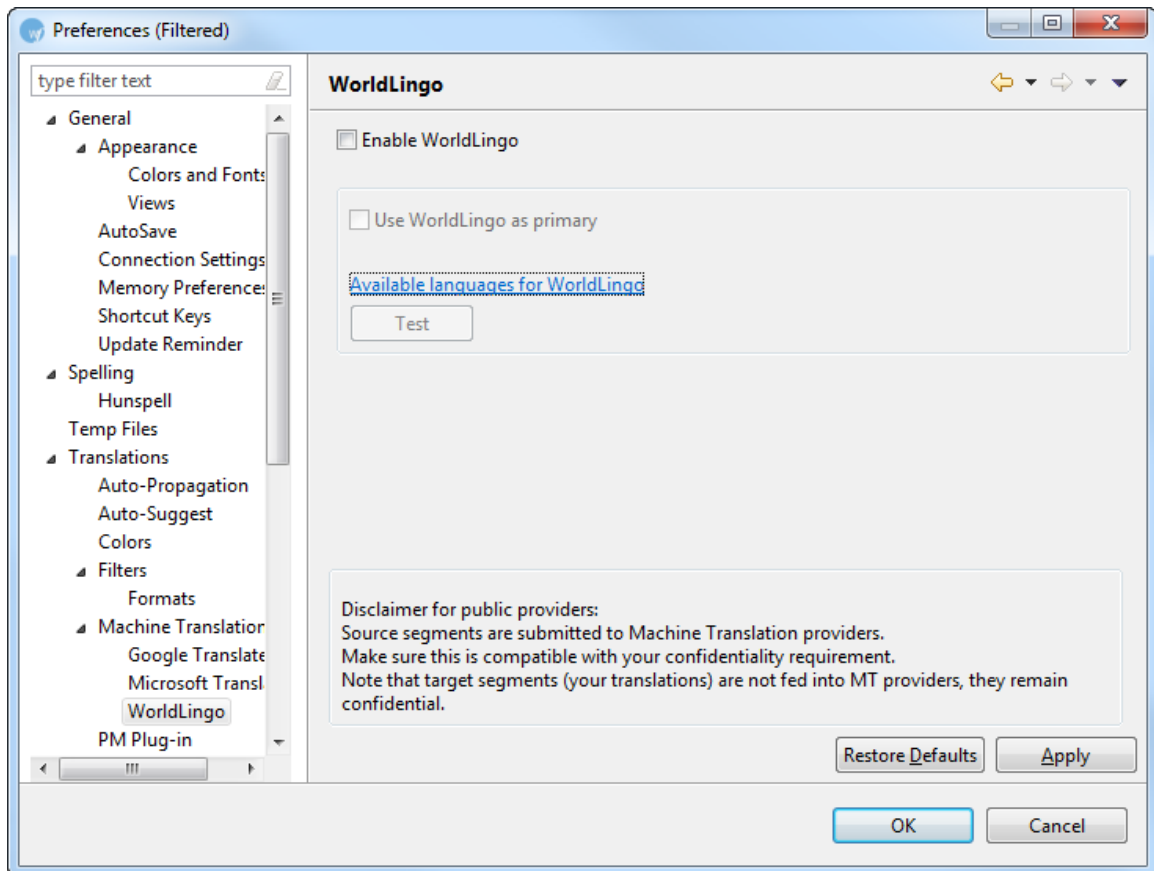 Preferences (Filtered)
type filter text
General
Appearance
Colors and Fonts
Views
AutoSave
Connection Settings
Memory Preferences
Shortcut Keys
Update Reminder
Spelling
Hunspell
Temp Files
Translations
Auto-Propagation
Auto-Suggest
Colors
Filters
Formats
Machine Translation
Google Translate
Microsoft Transl
WorldLingo
PM Plug-in
WorldLingo
Enable WorldLingo
Use WorldLingo as primary
Available languages for WorldLingo
Test
Disclaimer for public providers:
Source segments are submitted to Machine Translation providers.
Make sure this is compatible with your confidentiality requirement.
Note that target segments (your translations) are not fed into MT providers, they remain
confidential.
Restore Defaults
Apply
OK
Cancel